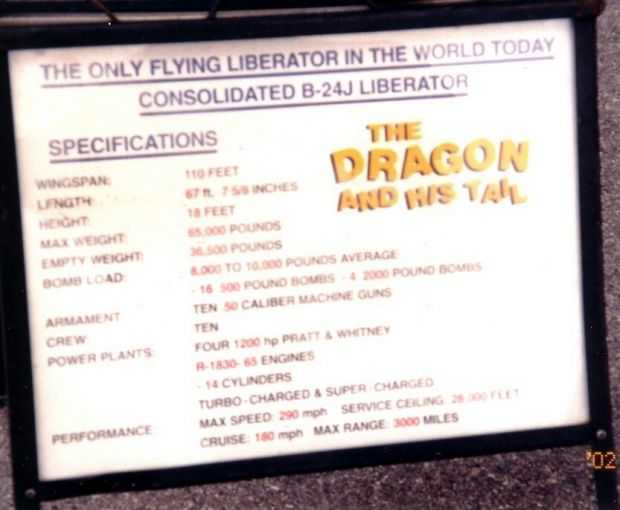 THE ONLY FLYING LIBERATOR IN THE WORLD TODAY
CONSOLIDATED B-24J LIBERATOR
SPECIFICATIONS
THE
DRAGON
AND HIS TAIL
WINGSPAN: 110 FEET
LENGTH: 67 ft. 7 5/8 INCHES
HEIGHT: 18 FEET
MAX WEIGHT: 65,000 POUNDS
EMPTY WEIGHT: 36,500 POUNDS
BOMB LOAD: 8,000 TO 10,000 POUNDS AVERAGE
- 16 500 POUND BOMBS - 4 2000 POUND BOMBS
ARMAMENT: TEN 50 CALIBER MACHINE GUNS
CREW: TEN
POWER PLANTS: FOUR 1200 hp PRATT & WHITNEY
R-1830- 65 ENGINES
- 14 CYLINDERS
TURBO - CHARGED & SUPER - CHARGED
PERFORMANCE MAX SPEED: 290 mph SERVICE CEILING: 28,000 FEET
CRUISE: 180 mph MAX RANGE: 3000 MILES
'02